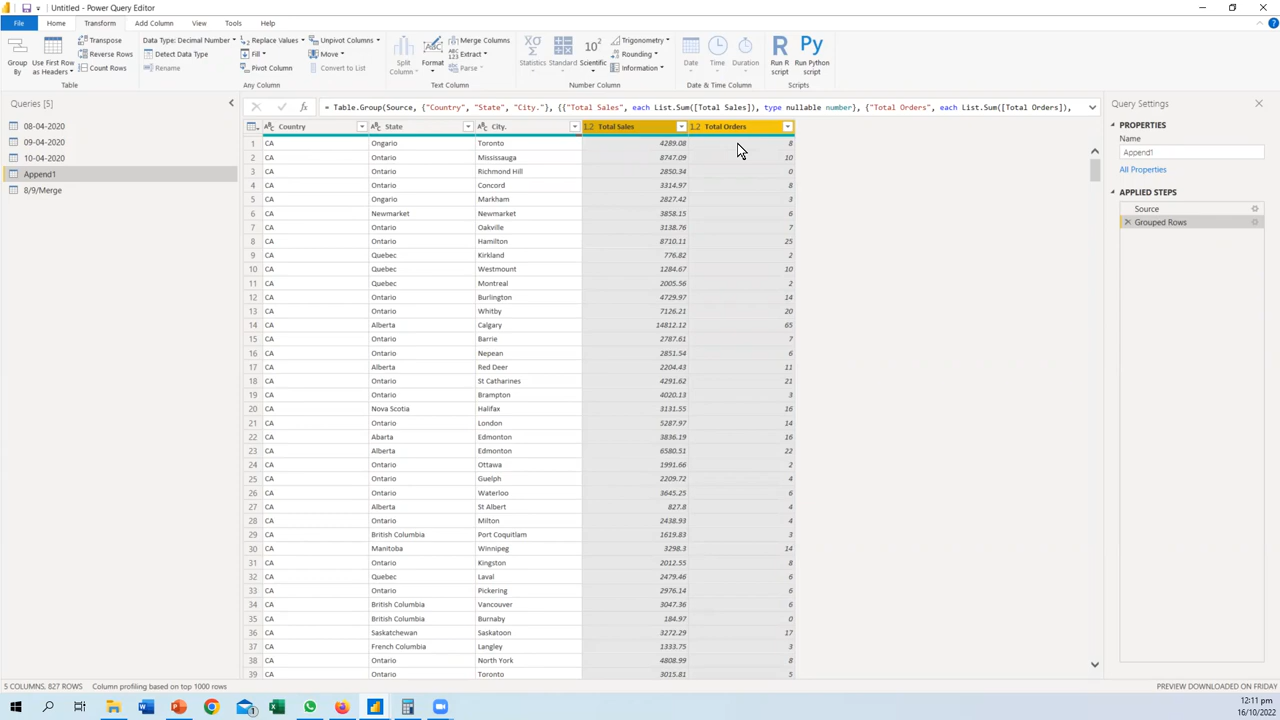 Untitled - Power Query Editor
File Home Transform Add Column View Tools Help
Group By
Use First Row as Headers
Transpose
Reverse Rows
Count Rows
Table
Data Type: Decimal Number
Detect Data Type
Rename
Replace Values
Fill
Pivot Column
Unpivot Columns
Move
Convert to List
Any Column
Split Column
Format
Merge Columns
Extract
Parse
Text Column
Statistics
Standard
Scientific
Trigonometry
Rounding
Information
Number Column
Date
Time
Duration
Date & Time Column
Run R script
Run Python script
Scripts
Queries [5]
08-04-2020
09-04-2020
10-04-2020
Append1
8/9/Merge
= Table.Group(Source, {"Country", "State", "City."}, {{"Total Sales", each List.Sum([Total Sales]), type nullable number}, {"Total Orders", each List.Sum([Total Orders]),
Country State City. 1.2 Total Sales 1.2 Total Orders
1 CA Ongario Toronto 4289.08 8
2 CA Ontario Mississauga 8747.09 10
3 CA Ontario Richmond Hill 2850.34 0
4 CA Ontario Concord 3314.97 8
5 CA Ongario Markham 2827.42 3
6 CA Newmarket Newmarket 3858.15 6
7 CA Ontario Oakville 3138.76 7
8 CA Ontario Hamilton 8710.11 25
9 CA Quebec Kirkland 776.82 2
10 CA Quebec Westmount 1284.67 10
11 CA Quebec Montreal 2005.56 2
12 CA Ontario Burlington 4729.97 14
13 CA Ontario Whitby 7126.21 20
14 CA Alberta Calgary 14812.12 65
15 CA Ontario Barrie 2787.61 7
16 CA Ontario Nepean 2851.54 6
17 CA Alberta Red Deer 2204.43 11
18 CA Ontario St Catharines 4291.62 21
19 CA Ontario Brampton 4020.13 3
20 CA Nova Scotia Halifax 3131.55 16
21 CA Ontario London 5287.97 14
22 CA Abarta Edmonton 3836.19 16
23 CA Alberta Edmonton 6580.51 22
24 CA Ontario Ottawa 1991.66 2
25 CA Ontario Guelph 2209.72 4
26 CA Ontario Waterloo 3645.25 6
27 CA Alberta St Albert 827.8 4
28 CA Ontario Milton 2438.93 4
29 CA British Columbia Port Coquitlam 1619.83 3
30 CA Manitoba Winnipeg 3298.3 14
31 CA Ontario Kingston 2012.55 8
32 CA Quebec Laval 2479.46 6
33 CA Ontario Pickering 2976.14 6
34 CA British Columbia Vancouver 3047.36 6
35 CA British Columbia Burnaby 184.97 0
36 CA Saskatchewan Saskatoon 3272.29 17
37 CA French Columbia Langley 1333.75 3
38 CA Ontario North York 4808.99 8
39 CA Ontario Toronto 3015.81 5
Query Settings
PROPERTIES
Name
Append1
All Properties
APPLIED STEPS
Source
Grouped Rows
5 COLUMNS, 827 ROWS Column profiling based on top 1000 rows
PREVIEW DOWNLOADED ON FRIDAY
12:11 pm
16/10/2022